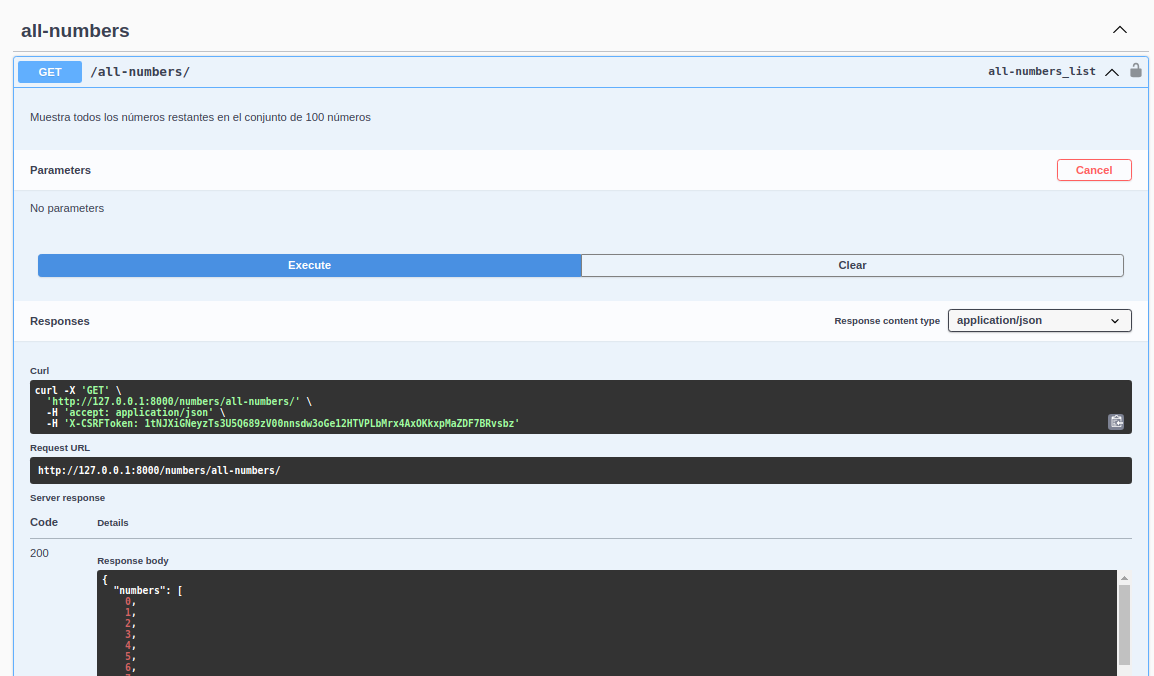 all-numbers
GET /all-numbers/ all-numbers_list
Muestra todos los números restantes en el conjunto de 100 números
Parameters Cancel
No parameters
Execute Clear
Responses Response content type application/json
Curl
curl -X 'GET' \
'http://127.0.0.1:8000/numbers/all-numbers/' \
-H 'accept: application/json' \
-H 'X-CSRFToken: 1tNJXiGNeyzTs3U5Q689zV00nnsdw3oGe12HTVPLbMrx4AxOKkxpMaZDF7BRvsbz'
Request URL
http://127.0.0.1:8000/numbers/all-numbers/
Server response
Code Details
200
Response body
{
"numbers": [
0,
1,
2,
3,
4,
5,
6,